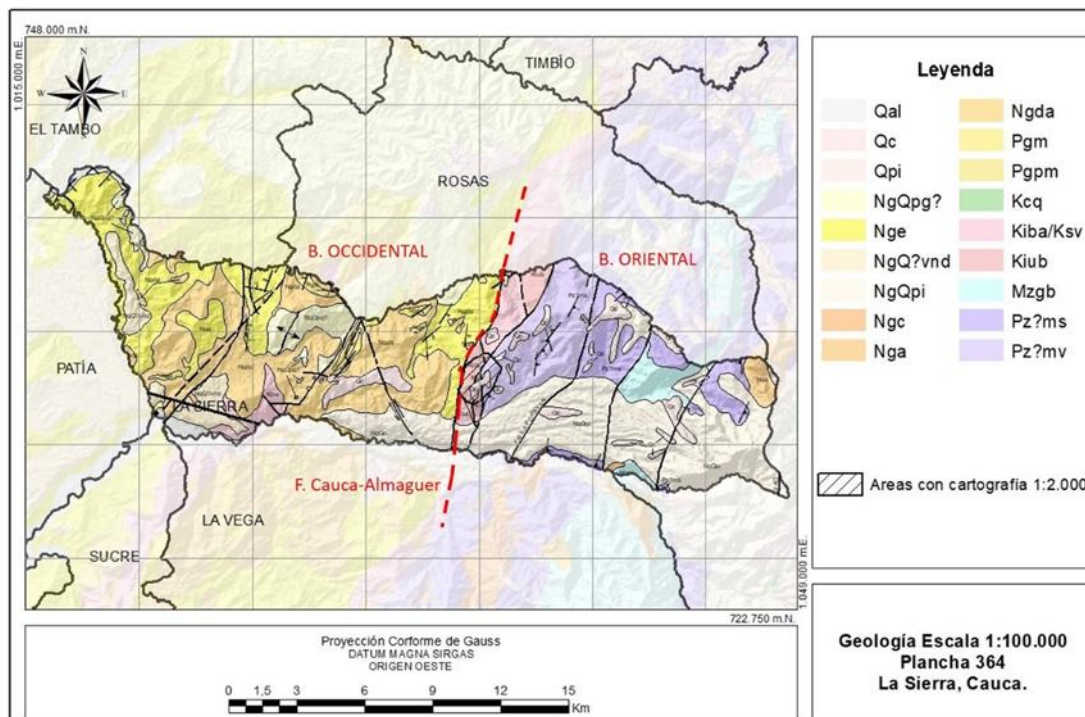 748.000 m.N.
1.015.000 m.E.
N
W
E
S
TIMBÌO
EL TAMBO
ROSAS
B. OCCIDENTAL
B. ORIENTAL
PATÍA
LA SIERRA
F. Cauca-Almaguer
LA VEGA
SUCRE
1.049.000 m.E.
722.750 m.N.
Leyenda
Qal
Qc
Qpi
NgQpg?
Nge
NgQ?vnd
NgQpi
Ngc
Nga
Ngda
Pgm
Pgpm
Kcq
Kiba/Ksv
Kiub
Mzgb
Pz?ms
Pz?mv
Areas con cartografía 1:2.000
Proyección Corforme de Gauss
DATUM MAGNA SIRGAS
ORIGEN OESTE
0 1,5 3 6 9 12 15
Km
Geología Escala 1:100.000
Plancha 364
La Sierra, Cauca.